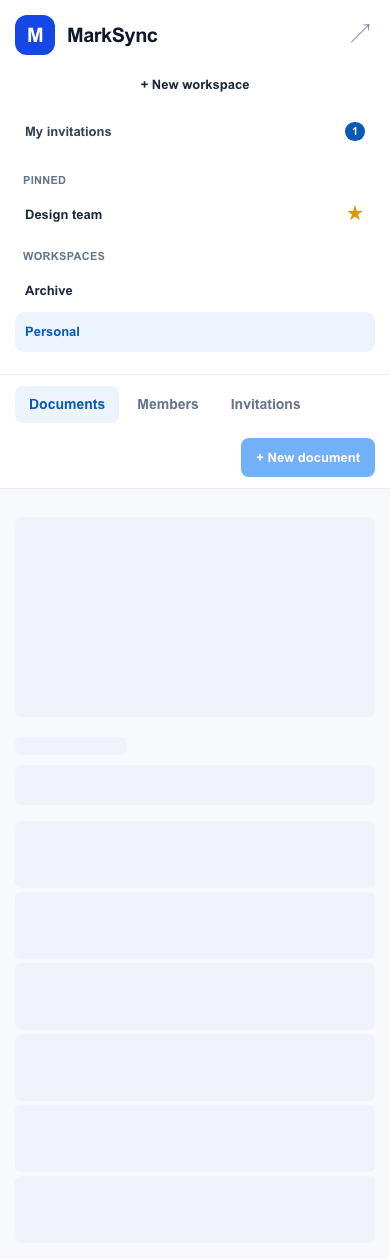 M MarkSync
+ New workspace
My invitations 1
PINNED
Design team
WORKSPACES
Archive
Personal
Documents Members Invitations
+ New document